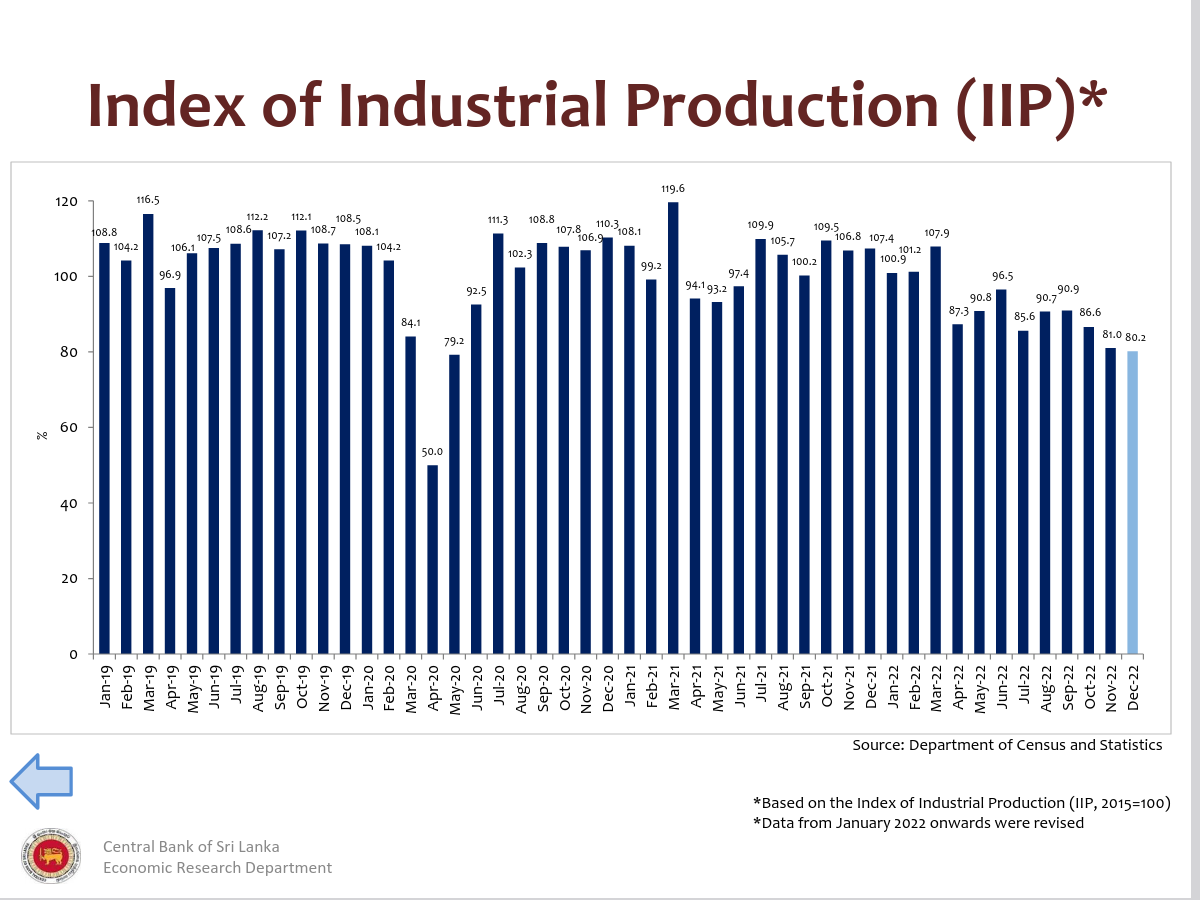 Index of Industrial Production (IIP)*
120
100
80
60
40
20
0
%
108.8 104.2 116.5 96.9 106.1 107.5 108.6 112.2 107.2 112.1 108.7 108.5 108.1 104.2 84.1 50.0 79.2 92.5 111.3 102.3 108.8 107.8 106.9 110.3 108.1 99.2 119.6 94.1 93.2 97.4 109.9 105.7 100.2 109.5 106.8 107.4 100.9 101.2 107.9 87.3 90.8 96.5 85.6 90.7 90.9 86.6 81.0 80.2
Jan-19 Feb-19 Mar-19 Apr-19 May-19 Jun-19 Jul-19 Aug-19 Sep-19 Oct-19 Nov-19 Dec-19 Jan-20 Feb-20 Mar-20 Apr-20 May-20 Jun-20 Jul-20 Aug-20 Sep-20 Oct-20 Nov-20 Dec-20 Jan-21 Feb-21 Mar-21 Apr-21 May-21 Jun-21 Jul-21 Aug-21 Sep-21 Oct-21 Nov-21 Dec-21 Jan-22 Feb-22 Mar-22 Apr-22 May-22 Jun-22 Jul-22 Aug-22 Sep-22 Oct-22 Nov-22 Dec-22
Source: Department of Census and Statistics
*Based on the Index of Industrial Production (IIP, 2015=100)
*Data from January 2022 onwards were revised
Central Bank of Sri Lanka
Economic Research Department